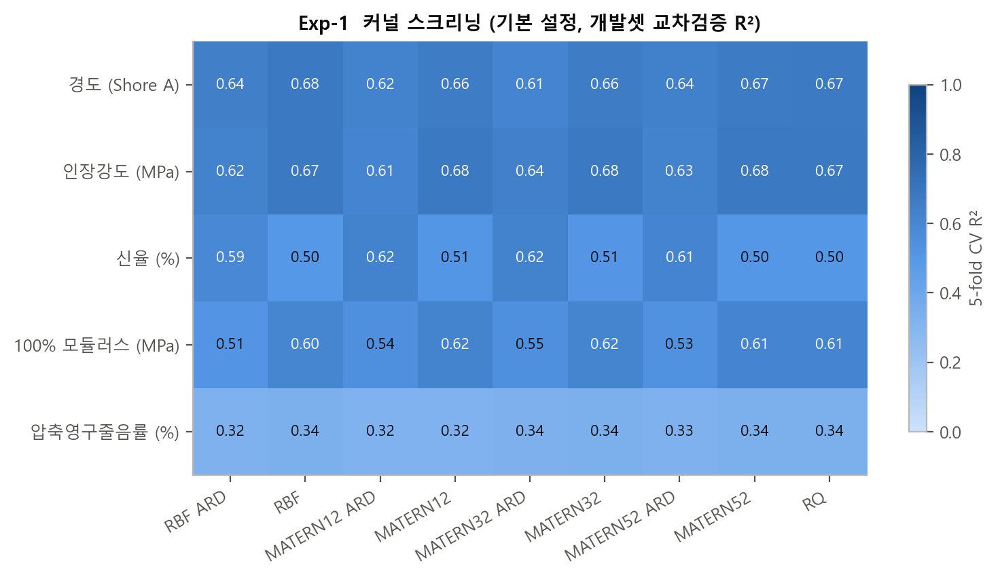 Exp-1 커널 스크리닝 (기본 설정, 개발셋 교차검증 R²)
경도 (Shore A) 0.64 0.68 0.62 0.66 0.61 0.66 0.64 0.67 0.67
인장강도 (MPa) 0.62 0.67 0.61 0.68 0.64 0.68 0.63 0.68 0.67
신율 (%) 0.59 0.50 0.62 0.51 0.62 0.51 0.61 0.50 0.50
100% 모듈러스 (MPa) 0.51 0.60 0.54 0.62 0.55 0.62 0.53 0.61 0.61
압축영구줄음률 (%) 0.32 0.34 0.32 0.32 0.34 0.34 0.33 0.34 0.34
RBF ARD
RBF
MATERN12 ARD
MATERN12
MATERN32 ARD
MATERN32
MATERN52 ARD
MATERN52
RQ
1.0
0.8
0.6
0.4
0.2
0.0
5-fold CV R²